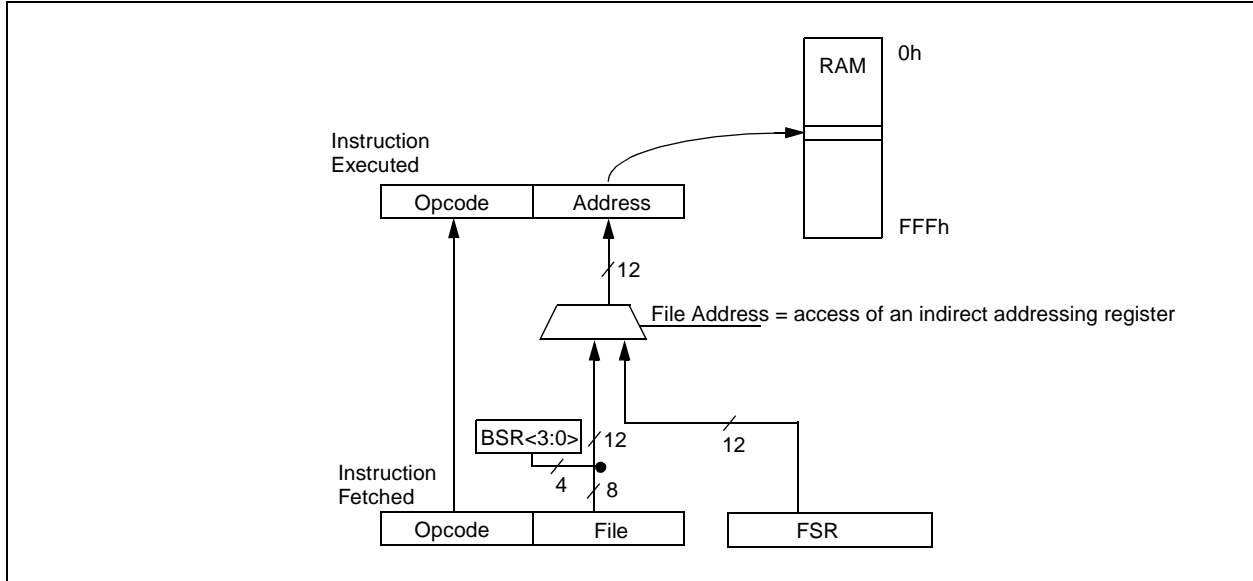 RAM
0h
Instruction
Executed
Opcode
Address
FFFh
12
File Address = access of an indirect addressing register
BSR<3:0>
12
12
Instruction
Fetched
4
8
Opcode
File
FSR